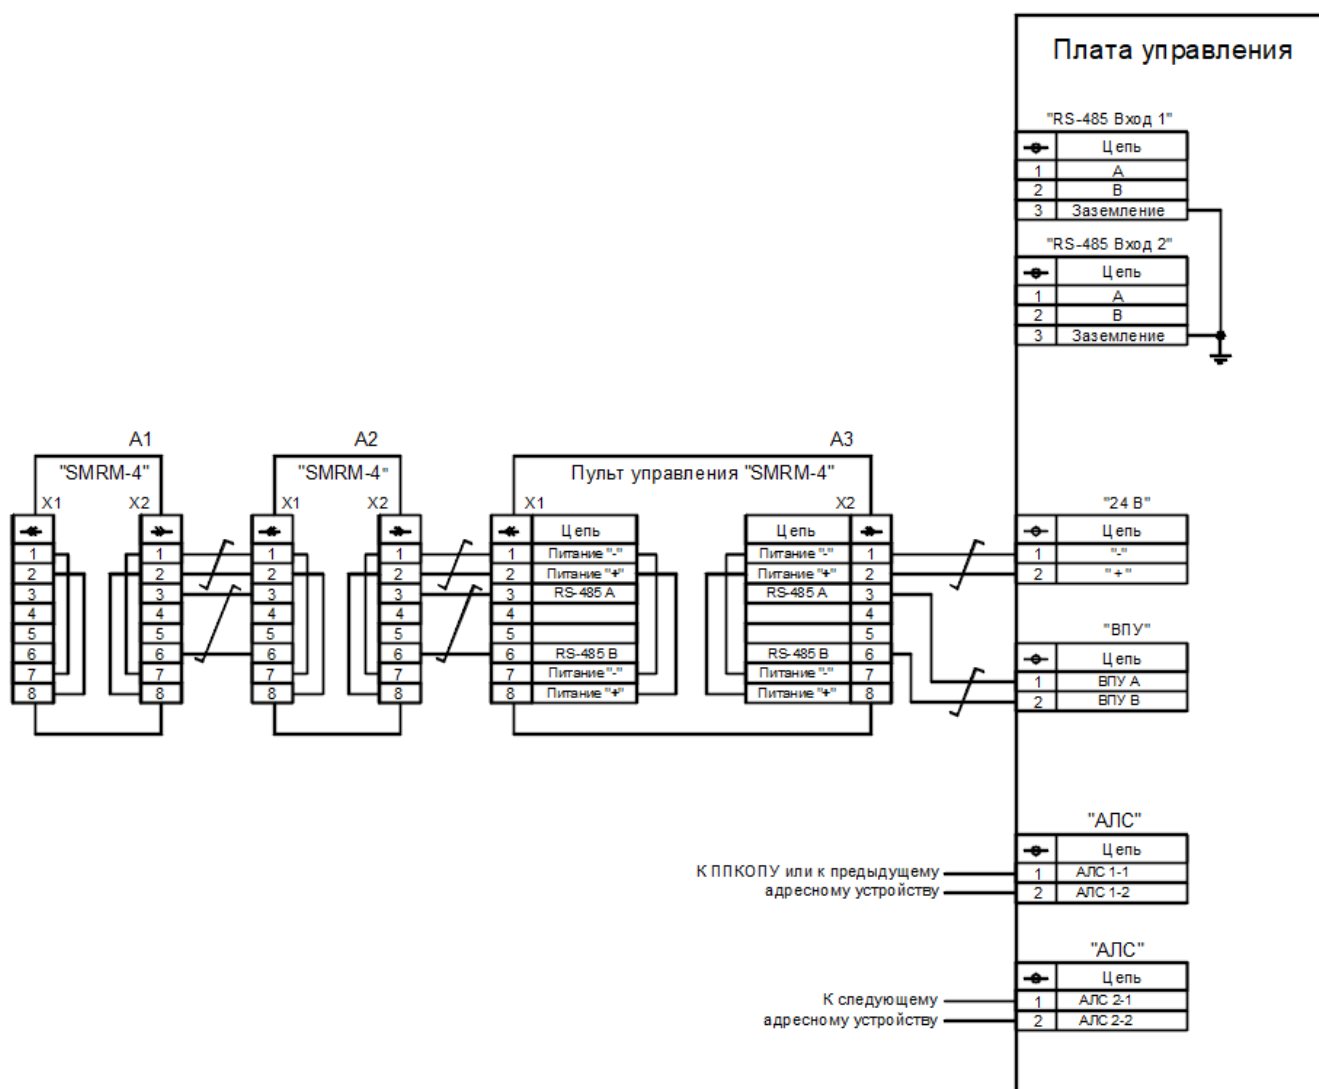 Плата управления
"RS-485 Вход 1"
Цепь
1 A
2 B
3 Заземление
"RS-485 Вход 2"
Цепь
1 A
2 B
3 Заземление
A1 A2 A3
"SMRM-4" "SMRM-4" Пульт управления "SMRM-4"
X1 X2 X1 X2 X1 X2 "24 В"
Цепь Цепь Цепь
1 1 1 1 1 Питание "-" Питание "-" 1 1 "-"
2 2 2 2 2 Питание "+" Питание "+" 2 2 "+"
3 3 3 3 3 RS-485 A RS-485 A 3
4 4 4 4 4 4
5 5 5 5 5 5
6 6 6 6 6 RS-485 B RS-485 B 6
7 7 7 7 7 Питание "-" Питание "-" 7
8 8 8 8 8 Питание "+" Питание "+" 8
"ВПУ"
Цепь
1 ВПУ A
2 ВПУ B
"АЛС"
Цепь
К ППКОПУ или к предыдущему 1 АЛС 1-1
адресному устройству 2 АЛС 1-2
"АЛС"
Цепь
К следующему 1 АЛС 2-1
адресному устройству 2 АЛС 2-2